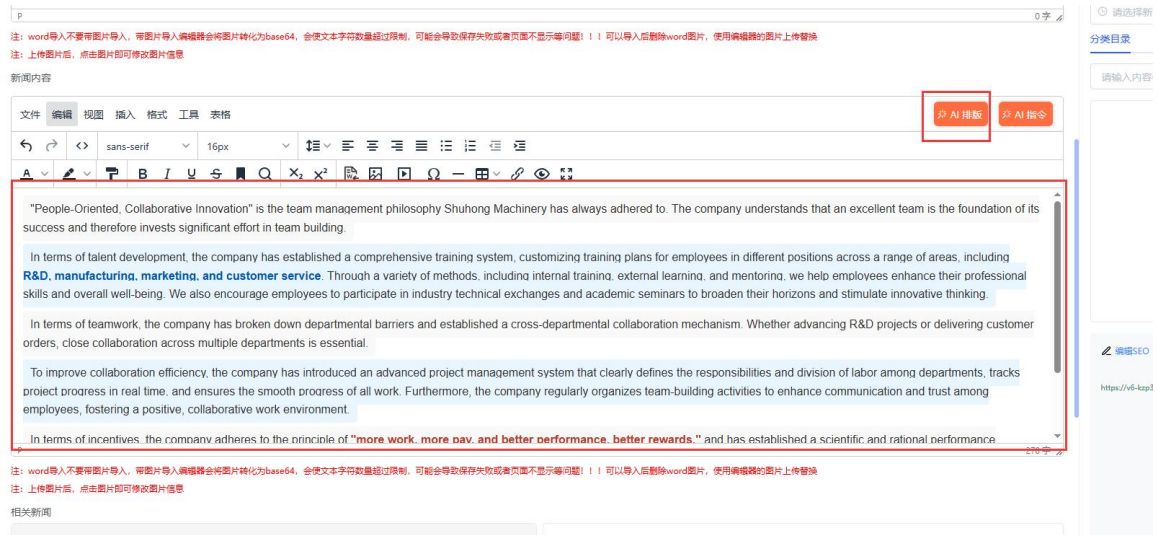 P 0 字
请选择新
注：word导入不要带图片导入，带图片导入编辑器会将图片转化为base64，会使文本字符数量超过限制，可能会导致保存失败或者页面不显示等问题！！！可以导入后删除word图片，使用编辑器的图片上传替换
注：上传图片后，点击图片即可修改图片信息
分类目录
新闻内容
请输入内容
文件 编辑 视图 插入 格式 工具 表格 AI 排版 AI 指令
sans-serif 16px
"People-Oriented, Collaborative Innovation" is the team management philosophy Shuhong Machinery has always adhered to. The company understands that an excellent team is the foundation of its
success and therefore invests significant effort in team building.
In terms of talent development, the company has established a comprehensive training system, customizing training plans for employees in different positions across a range of areas, including
R&D, manufacturing, marketing, and customer service. Through a variety of methods, including internal training, external learning, and mentoring, we help employees enhance their professional
skills and overall well-being. We also encourage employees to participate in industry technical exchanges and academic seminars to broaden their horizons and stimulate innovative thinking.
In terms of teamwork, the company has broken down departmental barriers and established a cross-departmental collaboration mechanism. Whether advancing R&D projects or delivering customer
orders, close collaboration across multiple departments is essential.
To improve collaboration efficiency, the company has introduced an advanced project management system that clearly defines the responsibilities and division of labor among departments, tracks
project progress in real time, and ensures the smooth progress of all work. Furthermore, the company regularly organizes team-building activities to enhance communication and trust among
employees, fostering a positive, collaborative work environment.
In terms of incentives, the company adheres to the principle of "more work, more pay, and better performance, better rewards." and has established a scientific and rational performance
P 270 字
编辑SEO
https://v6-kzp3
注：word导入不要带图片导入，带图片导入编辑器会将图片转化为base64，会使文本字符数量超过限制，可能会导致保存失败或者页面不显示等问题！！！可以导入后删除word图片，使用编辑器的图片上传替换
注：上传图片后，点击图片即可修改图片信息
相关新闻